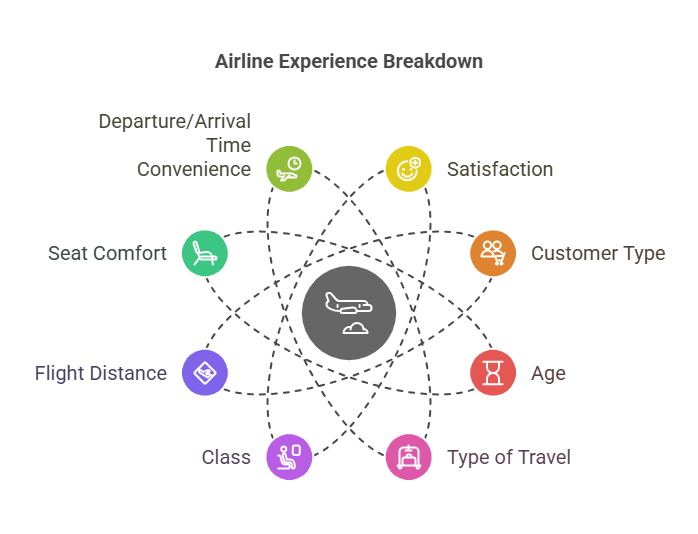 Airline Experience Breakdown
Departure/Arrival
Time
Convenience
Satisfaction
Seat Comfort
Customer Type
Flight Distance
Age
Class
Type of Travel